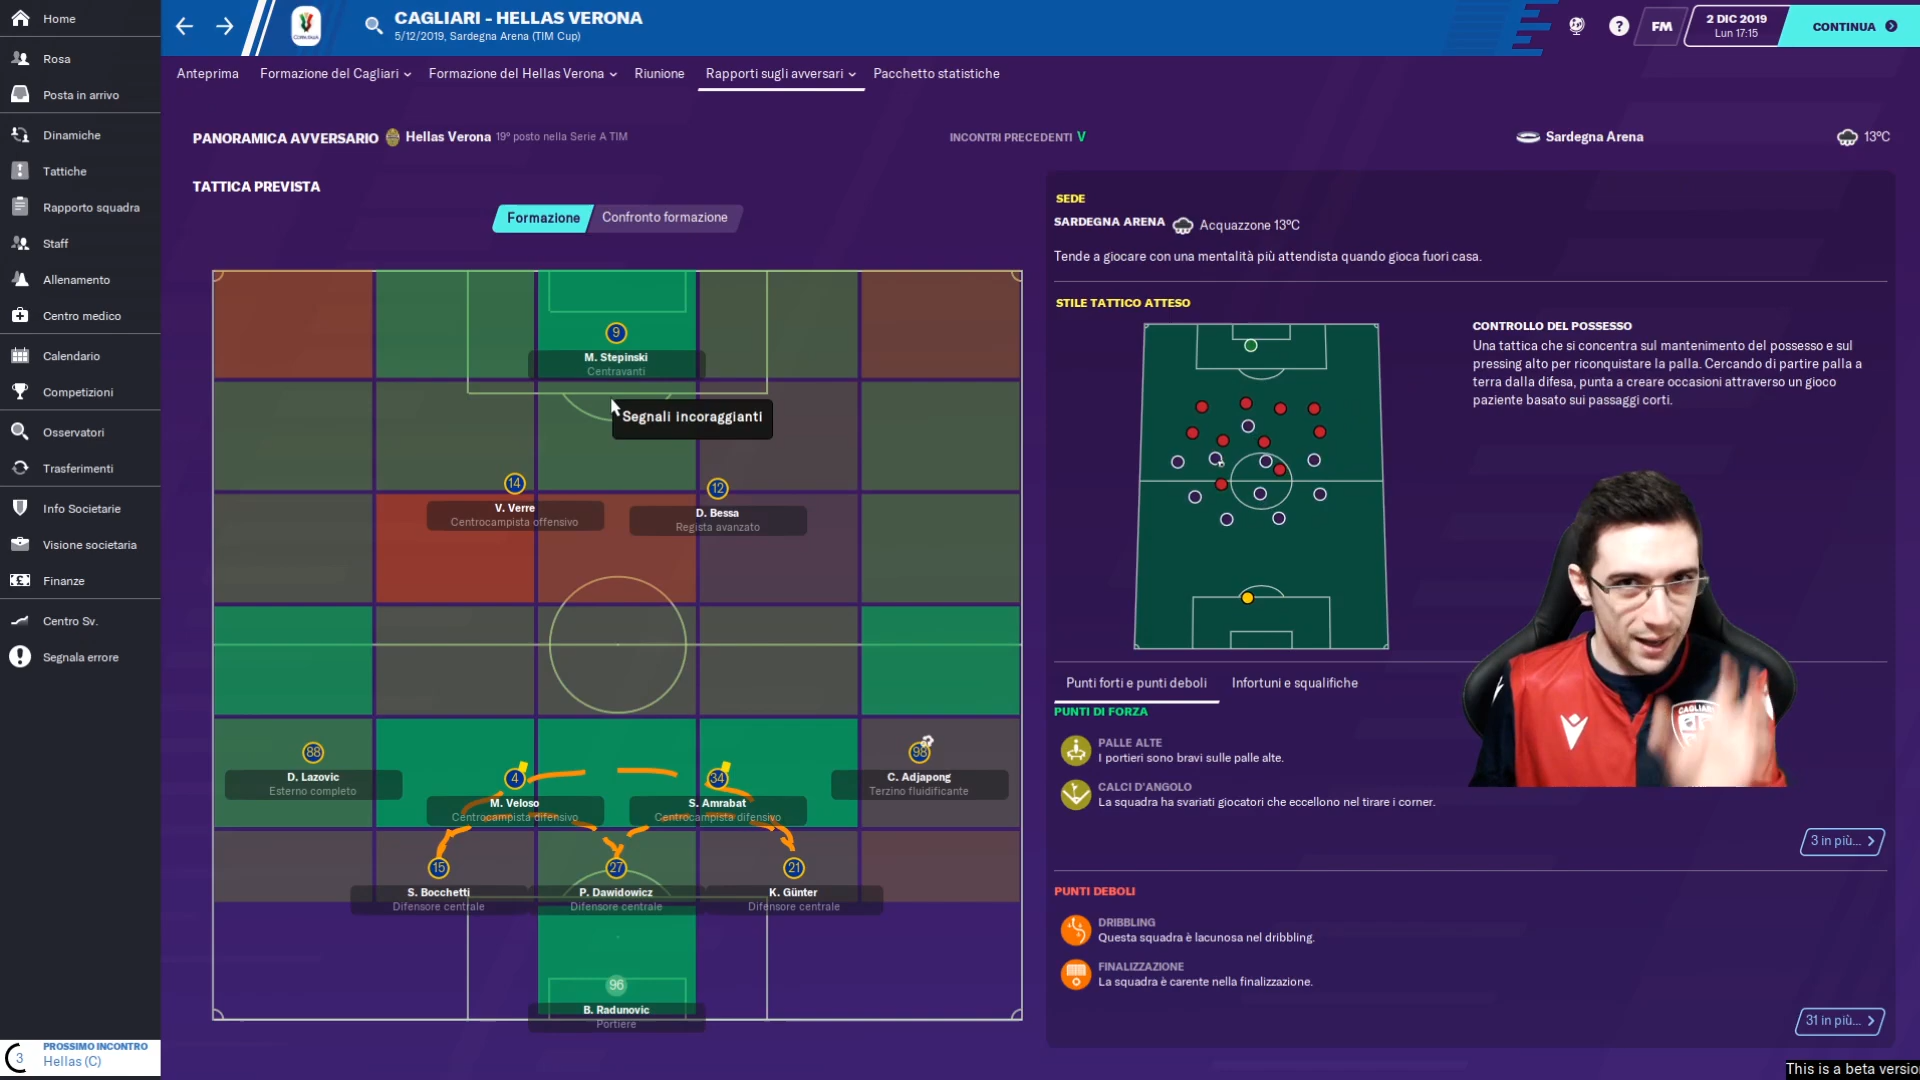 Home
Rosa
Posta in arrivo
Dinamiche
Tattiche
Rapporto squadra
Staff
Allenamento
Centro medico
Calendario
Competizioni
Osservatori
Trasferimenti
Info Societarie
Visione societaria
Finanze
Centro Sv.
Segnala errore
3
PROSSIMO INCONTRO
Hellas (C)
CAGLIARI - HELLAS VERONA
5/12/2019, Sardegna Arena (TIM Cup)
FM
2 DIC 2019
Lun 17:15
CONTINUA
Anteprima
Formazione del Cagliari
Formazione del Hellas Verona
Riunione
Rapporti sugli avversari
Pacchetto statistiche
PANORAMICA AVVERSARIO
Hellas Verona
19º posto nella Serie A TIM
INCONTRI PRECEDENTI V
Sardegna Arena
13ºC
TATTICA PREVISTA
Formazione
Confronto formazione
9
M. Stepinski
Centravanti
Segnali incoraggianti
14
V. Verre
Centrocampista offensivo
12
D. Bessa
Regista avanzato
88
D. Lazovic
Esterno completo
4
M. Veloso
Centrocampista difensivo
34
S. Amrabat
Centrocampista difensivo
98
C. Adjapong
Terzino fluidificante
15
S. Bocchetti
Difensore centrale
27
P. Dawidowicz
Difensore centrale
21
K. Günter
Difensore centrale
96
B. Radunovic
Portiere
SEDE
SARDEGNA ARENA
Acquazzone 13ºC
Tende a giocare con una mentalità più attendista quando gioca fuori casa.
STILE TATTICO ATTESO
CONTROLLO DEL POSSESSO
Una tattica che si concentra sul mantenimento del possesso e sul
pressing alto per riconquistare la palla. Cercando di partire palla a
terra dalla difesa, punta a creare occasioni attraverso un gioco
paziente basato sui passaggi corti.
Punti forti e punti deboli
Infortuni e squalifiche
PUNTI DI FORZA
PALLE ALTE
I portieri sono bravi sulle palle alte.
CALCI D'ANGOLO
La squadra ha svariati giocatori che eccellono nel tirare i corner.
3 in più...
PUNTI DEBOLI
DRIBBLING
Questa squadra è lacunosa nel dribbling.
FINALIZZAZIONE
La squadra è carente nella finalizzazione.
31 in più...
CAGLIARI
This is a beta versio